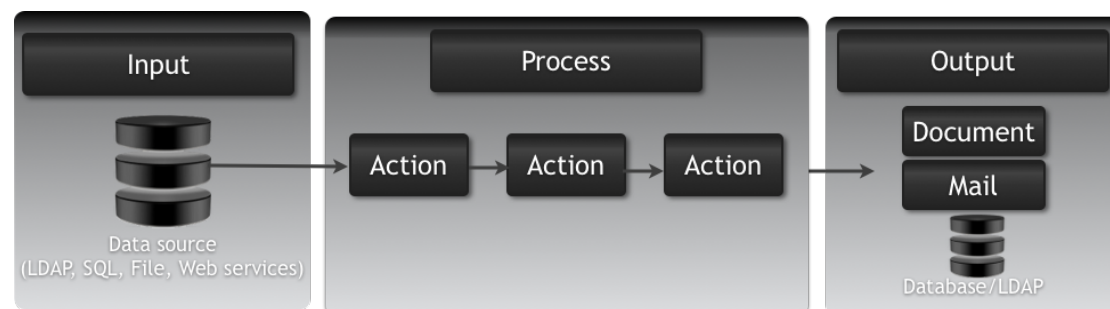 Input
Data source
(LDAP, SQL, File, Web services)
Process
Action
Action
Action
Output
Document
Mail
Database/LDAP